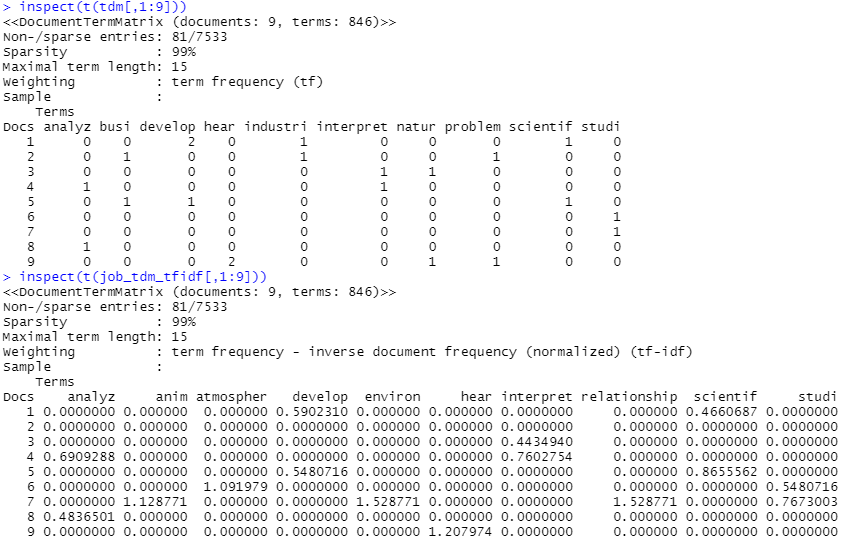 > inspect(t(tdm[,1:9]))
<<DocumentTermMatrix (documents: 9, terms: 846)>>
Non-/sparse entries: 81/7533
Sparsity           : 99%
Maximal term length: 15
Weighting          : term frequency (tf)
Sample             :
    Terms
Docs analyz busi develop hear industri interpret natur problem scientif studi
   1      0    0       2    0        1         0     0       0        1     0
   2      0    1       0    0        1         0     0       1        0     0
   3      0    0       0    0        0         1     1       0        0     0
   4      1    0       0    0        0         1     0       0        0     0
   5      0    1       1    0        0         0     0       0        1     0
   6      0    0       0    0        0         0     0       0        0     1
   7      0    0       0    0        0         0     0       0        0     1
   8      1    0       0    0        0         0     0       0        0     0
   9      0    0       0    2        0         0     1       1        0     0
> inspect(t(job_tdm_tfidf[,1:9]))
<<DocumentTermMatrix (documents: 9, terms: 846)>>
Non-/sparse entries: 81/7533
Sparsity           : 99%
Maximal term length: 15
Weighting          : term frequency - inverse document frequency (normalized) (tf-idf)
Sample             :
    Terms
Docs    analyz     anim atmospher   develop  environ     hear interpret relationship  scientif     studi
   1 0.0000000 0.000000  0.000000 0.5902310 0.000000 0.000000 0.0000000     0.000000 0.4660687 0.0000000
   2 0.0000000 0.000000  0.000000 0.0000000 0.000000 0.000000 0.0000000     0.000000 0.0000000 0.0000000
   3 0.0000000 0.000000  0.000000 0.0000000 0.000000 0.000000 0.4434940     0.000000 0.0000000 0.0000000
   4 0.6909288 0.000000  0.000000 0.0000000 0.000000 0.000000 0.7602754     0.000000 0.0000000 0.0000000
   5 0.0000000 0.000000  0.000000 0.5480716 0.000000 0.000000 0.0000000     0.000000 0.8655562 0.0000000
   6 0.0000000 0.000000  1.091979 0.0000000 0.000000 0.000000 0.0000000     0.000000 0.0000000 0.5480716
   7 0.0000000 1.128771  0.000000 0.0000000 1.528771 0.000000 0.0000000     1.528771 0.0000000 0.7673003
   8 0.4836501 0.000000  0.000000 0.0000000 0.000000 0.000000 0.0000000     0.000000 0.0000000 0.0000000
   9 0.0000000 0.000000  0.000000 0.0000000 0.000000 1.207974 0.0000000     0.000000 0.0000000 0.0000000